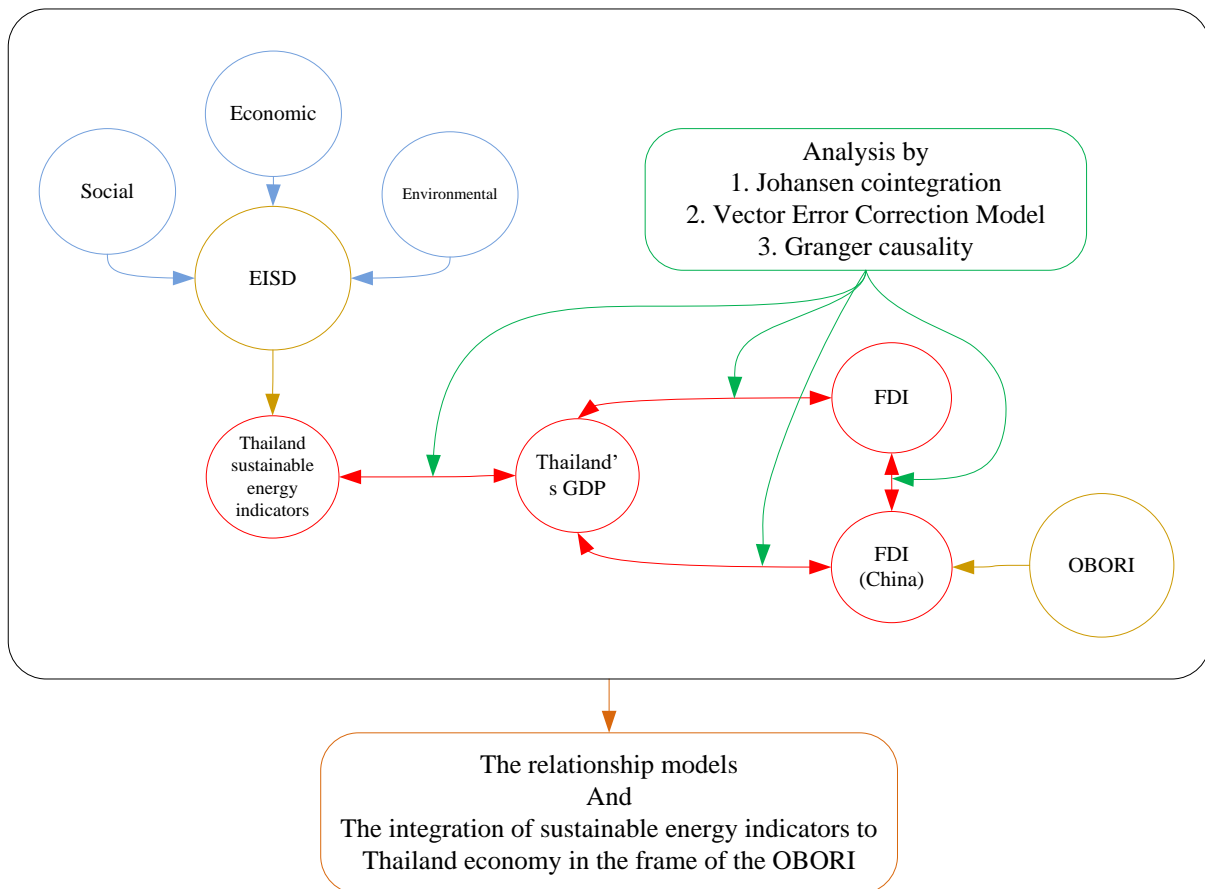 Economic
Social
Environmental
EISD
Analysis by
1. Johansen cointegration
2. Vector Error Correction Model
3. Granger causality
FDI
Thailand
sustainable
energy
indicators
Thailand’
s GDP
FDI
(China)
OBORI
The relationship models
And
The integration of sustainable energy indicators to
Thailand economy in the frame of the OBORI